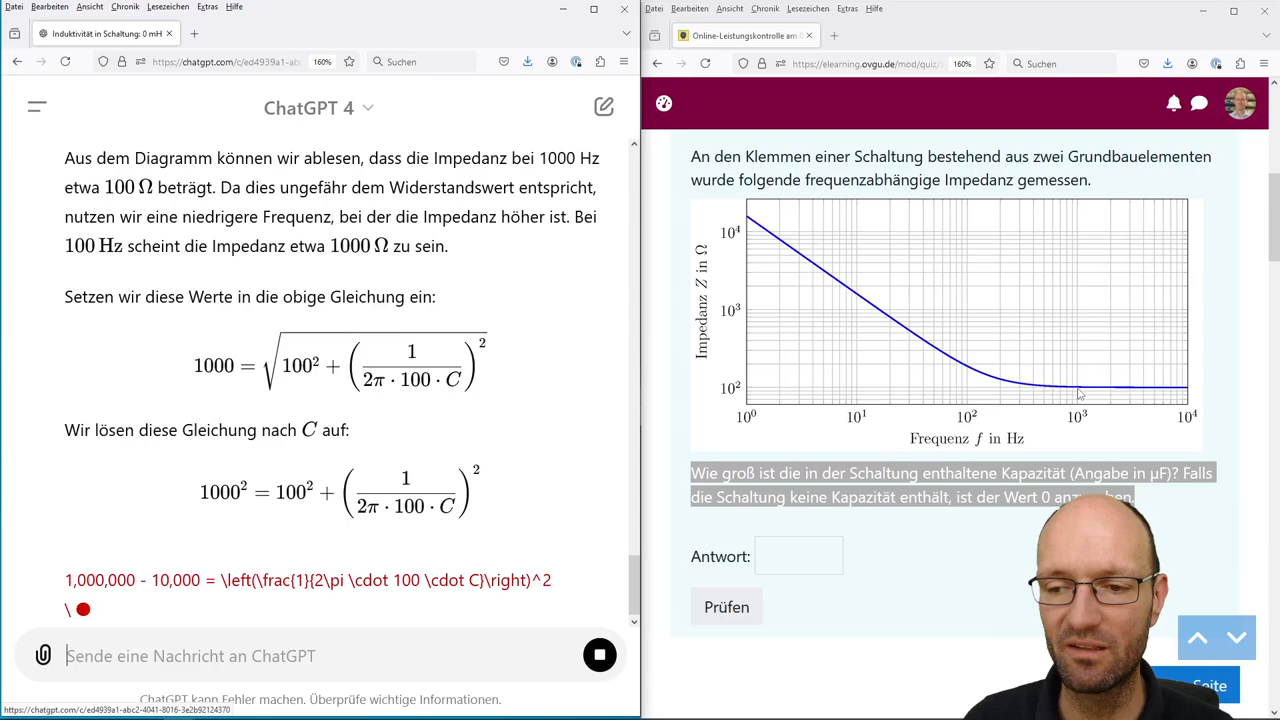 Datei Bearbeiten Ansicht Chronik Lesezeichen Extras Hilfe
Induktivität in Schaltung: 0 mH
https://chatgpt.com/c/ed4939a1-abc
160%
Suchen
ChatGPT 4
Aus dem Diagramm können wir ablesen, dass die Impedanz bei 1000 Hz
etwa 100 Ω beträgt. Da dies ungefähr dem Widerstandswert entspricht,
nutzen wir eine niedrigere Frequenz, bei der die Impedanz höher ist. Bei
100 Hz scheint die Impedanz etwa 1000 Ω zu sein.
Setzen wir diese Werte in die obige Gleichung ein:
1000 = √(100² + (1/(2π · 100 · C))²)
Wir lösen diese Gleichung nach C auf:
1000² = 100² + (1/(2π · 100 · C))²
1,000,000 - 10,000 = \left(\frac{1}{2\pi \cdot 100 \cdot C}\right)^2
\
Sende eine Nachricht an ChatGPT
ChatGPT kann Fehler machen. Überprüfe wichtige Informationen.
https://chatgpt.com/c/ed4939a1-abc2-4041-8016-3e2b92124370
Datei Bearbeiten Ansicht Chronik Lesezeichen Extras Hilfe
Online-Leistungskontrolle am 0
https://elearning.ovgu.de/mod/quiz/
160%
Suchen
An den Klemmen einer Schaltung bestehend aus zwei Grundbauelementen
wurde folgende frequenzabhängige Impedanz gemessen.
Impedanz Z in Ω
10⁴
10³
10²
10⁰ 10¹ 10² 10³ 10⁴
Frequenz f in Hz
Wie groß ist die in der Schaltung enthaltene Kapazität (Angabe in µF)? Falls
die Schaltung keine Kapazität enthält, ist der Wert 0
Antwort:
Prüfen
Seite